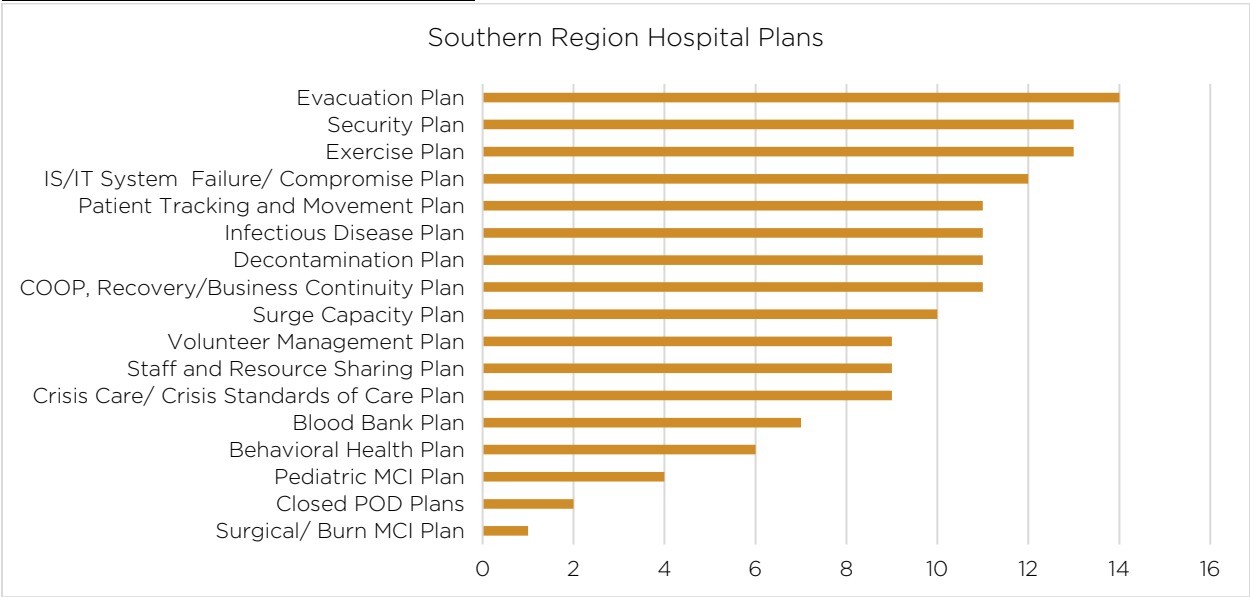 Southern Region Hospital Plans
Evacuation Plan
Security Plan
Exercise Plan
IS/IT System  Failure/ Compromise Plan
Patient Tracking and Movement Plan
Infectious Disease Plan
Decontamination Plan
COOP, Recovery/Business Continuity Plan
Surge Capacity Plan
Volunteer Management Plan
Staff and Resource Sharing Plan
Crisis Care/ Crisis Standards of Care Plan
Blood Bank Plan
Behavioral Health Plan
Pediatric MCI Plan
Closed POD Plans
Surgical/ Burn MCI Plan
0 2 4 6 8 10 12 14 16